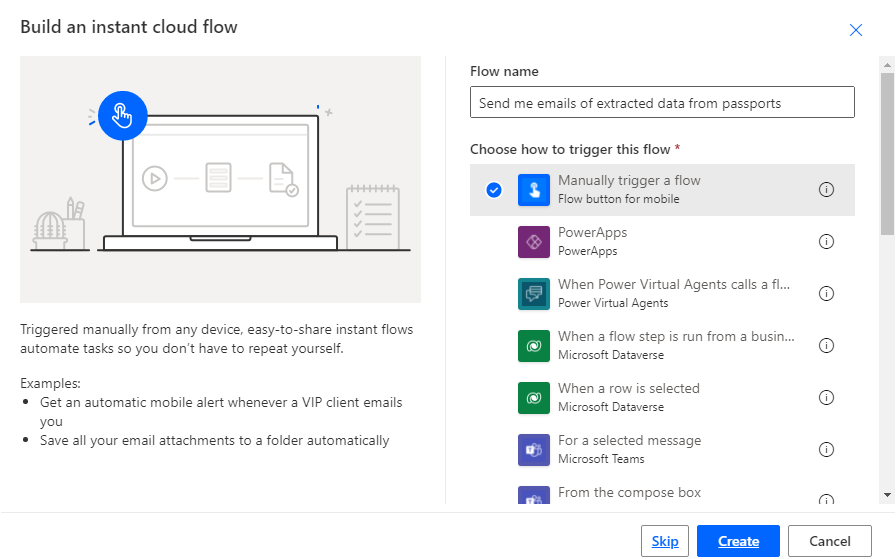 Build an instant cloud flow
Triggered manually from any device, easy-to-share instant flows
automate tasks so you don’t have to repeat yourself.
Examples:
Get an automatic mobile alert whenever a VIP client emails
you
Save all your email attachments to a folder automatically
Flow name
Send me emails of extracted data from passports
Choose how to trigger this flow *
Manually trigger a flow
Flow button for mobile
PowerApps
PowerApps
When Power Virtual Agents calls a fl...
Power Virtual Agents
When a flow step is run from a busin...
Microsoft Dataverse
When a row is selected
Microsoft Dataverse
For a selected message
Microsoft Teams
From the compose box
Skip
Create
Cancel